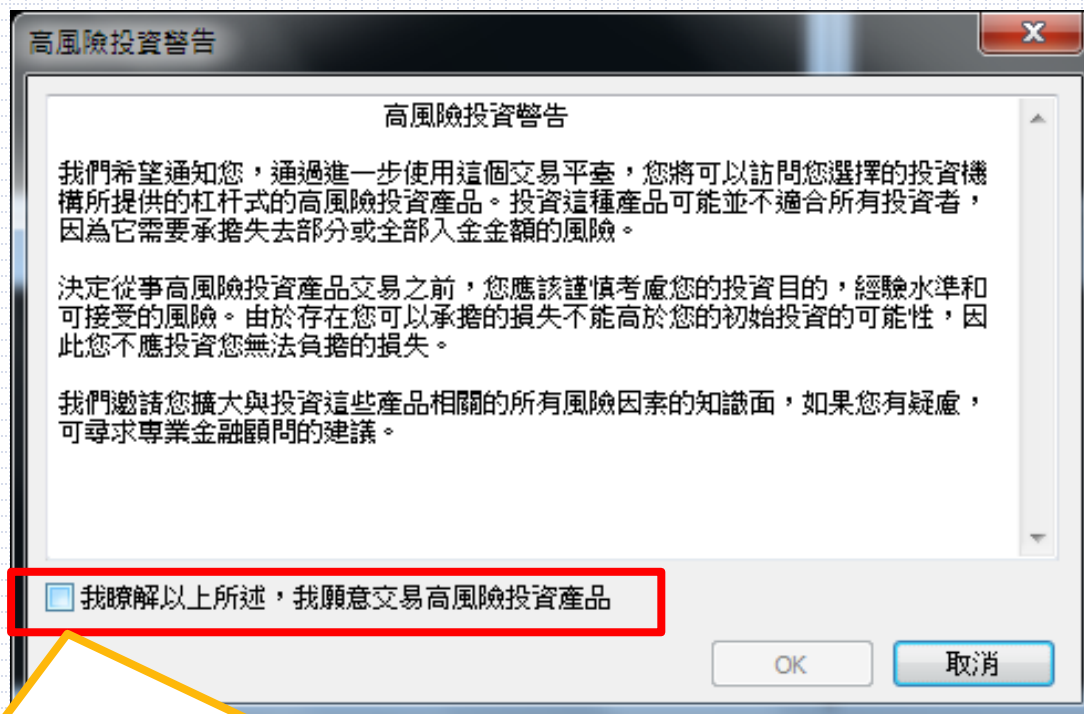 高風險投資警告
高風險投資警告
我們希望通知您，通過進一步使用這個交易平臺，您將可以訪問您選擇的投資機
構所提供的杠杆式的高風險投資產品。投資這種產品可能並不適合所有投資者，
因為它需要承擔失去部分或全部入金金額的風險。
決定從事高風險投資產品交易之前，您應該謹慎考慮您的投資目的，經驗水準和
可接受的風險。由於存在您可以承擔的損失不能高於您的初始投資的可能性，因
此您不應投資您無法負擔的損失。
我們邀請您擴大與投資這些產品相關的所有風險因素的知識面，如果您有疑慮，
可尋求專業金融顧問的建議。
我瞭解以上所述，我願意交易高風險投資產品
OK 取消